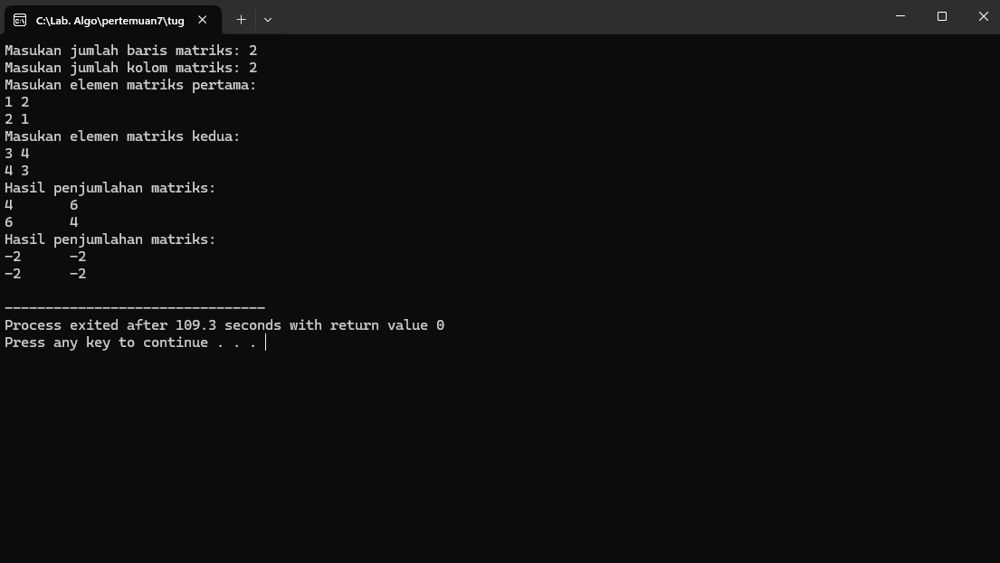 C:\Lab. Algo\pertemuan7\tug
Masukan jumlah baris matriks: 2
Masukan jumlah kolom matriks: 2
Masukan elemen matriks pertama:
1 2
2 1
Masukan elemen matriks kedua:
3 4
4 3
Hasil penjumlahan matriks:
4       6
6       4
Hasil penjumlahan matriks:
-2      -2
-2      -2
--------------------------------
Process exited after 109.3 seconds with return value 0
Press any key to continue . . .